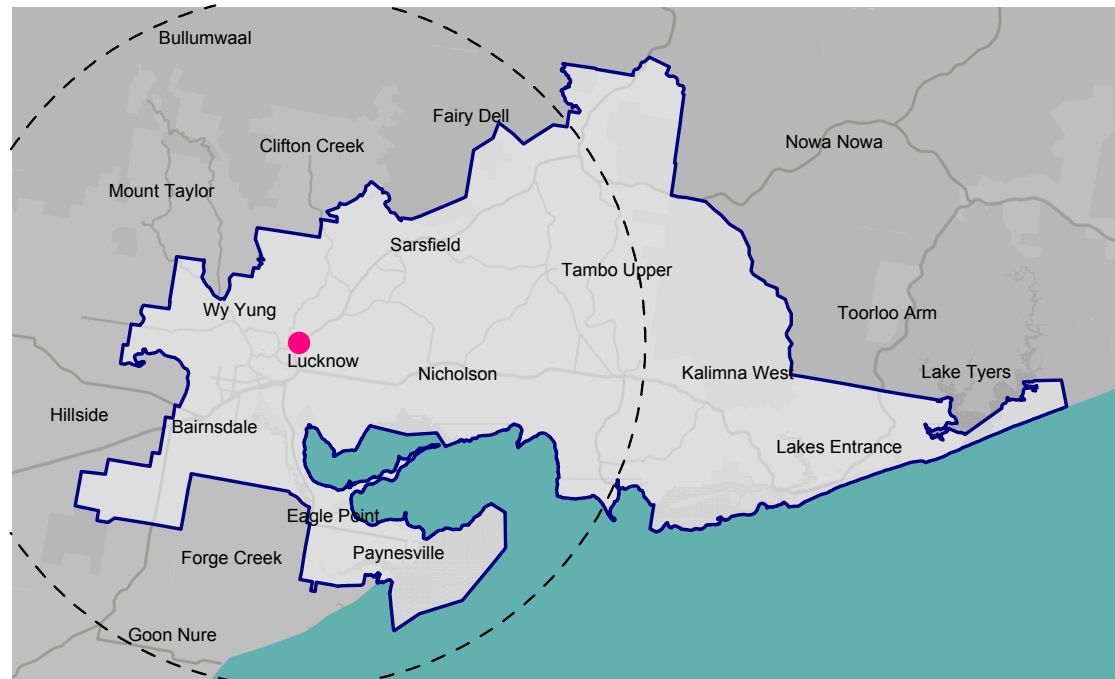 Bullumwaal
Fairy Dell
Nowa Nowa
Clifton Creek
Mount Taylor
Sarsfield
Tambo Upper
Wy Yung
Toorloo Arm
Lucknow
Nicholson
Kalimna West
Lake Tyers
Hillside
Bairnsdale
Lakes Entrance
Eagle Point
Forge Creek
Paynesville
Goon Nure